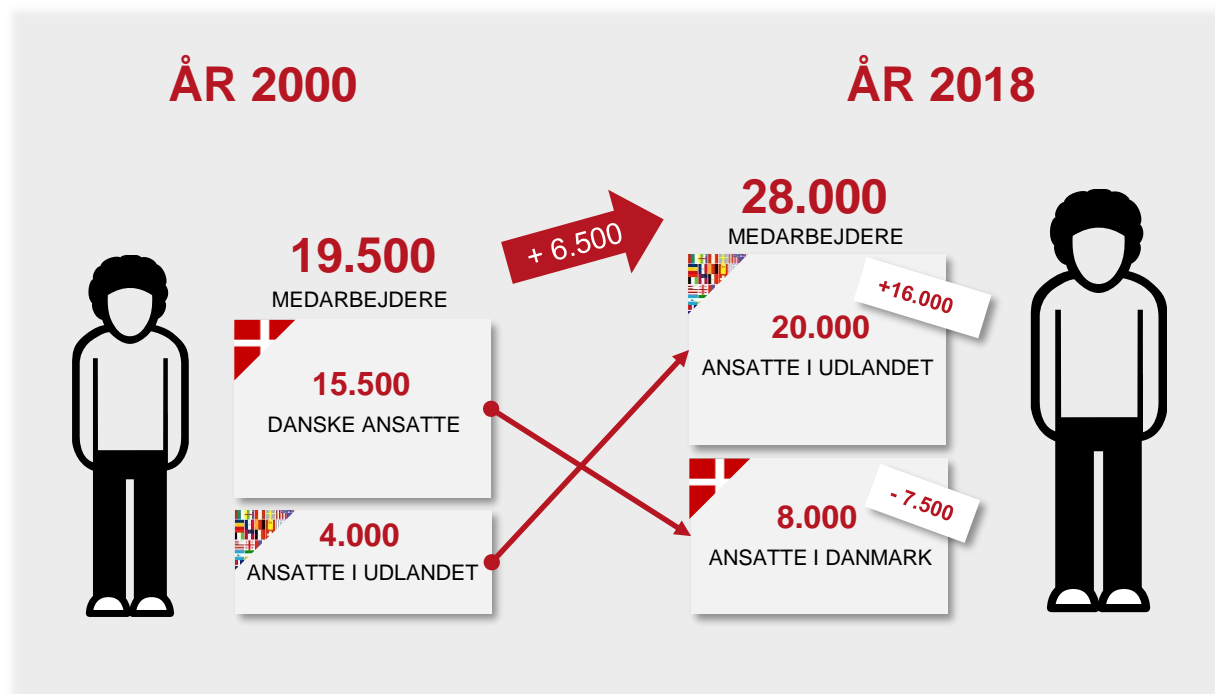 ÅR 2000
ÅR 2018
19.500
MEDARBEJDERE
15.500
DANSKE ANSATTE
4.000
ANSATTE I UDLANDET
+ 6.500
28.000
MEDARBEJDERE
+16.000
20.000
ANSATTE I UDLANDET
- 7.500
8.000
ANSATTE I DANMARK